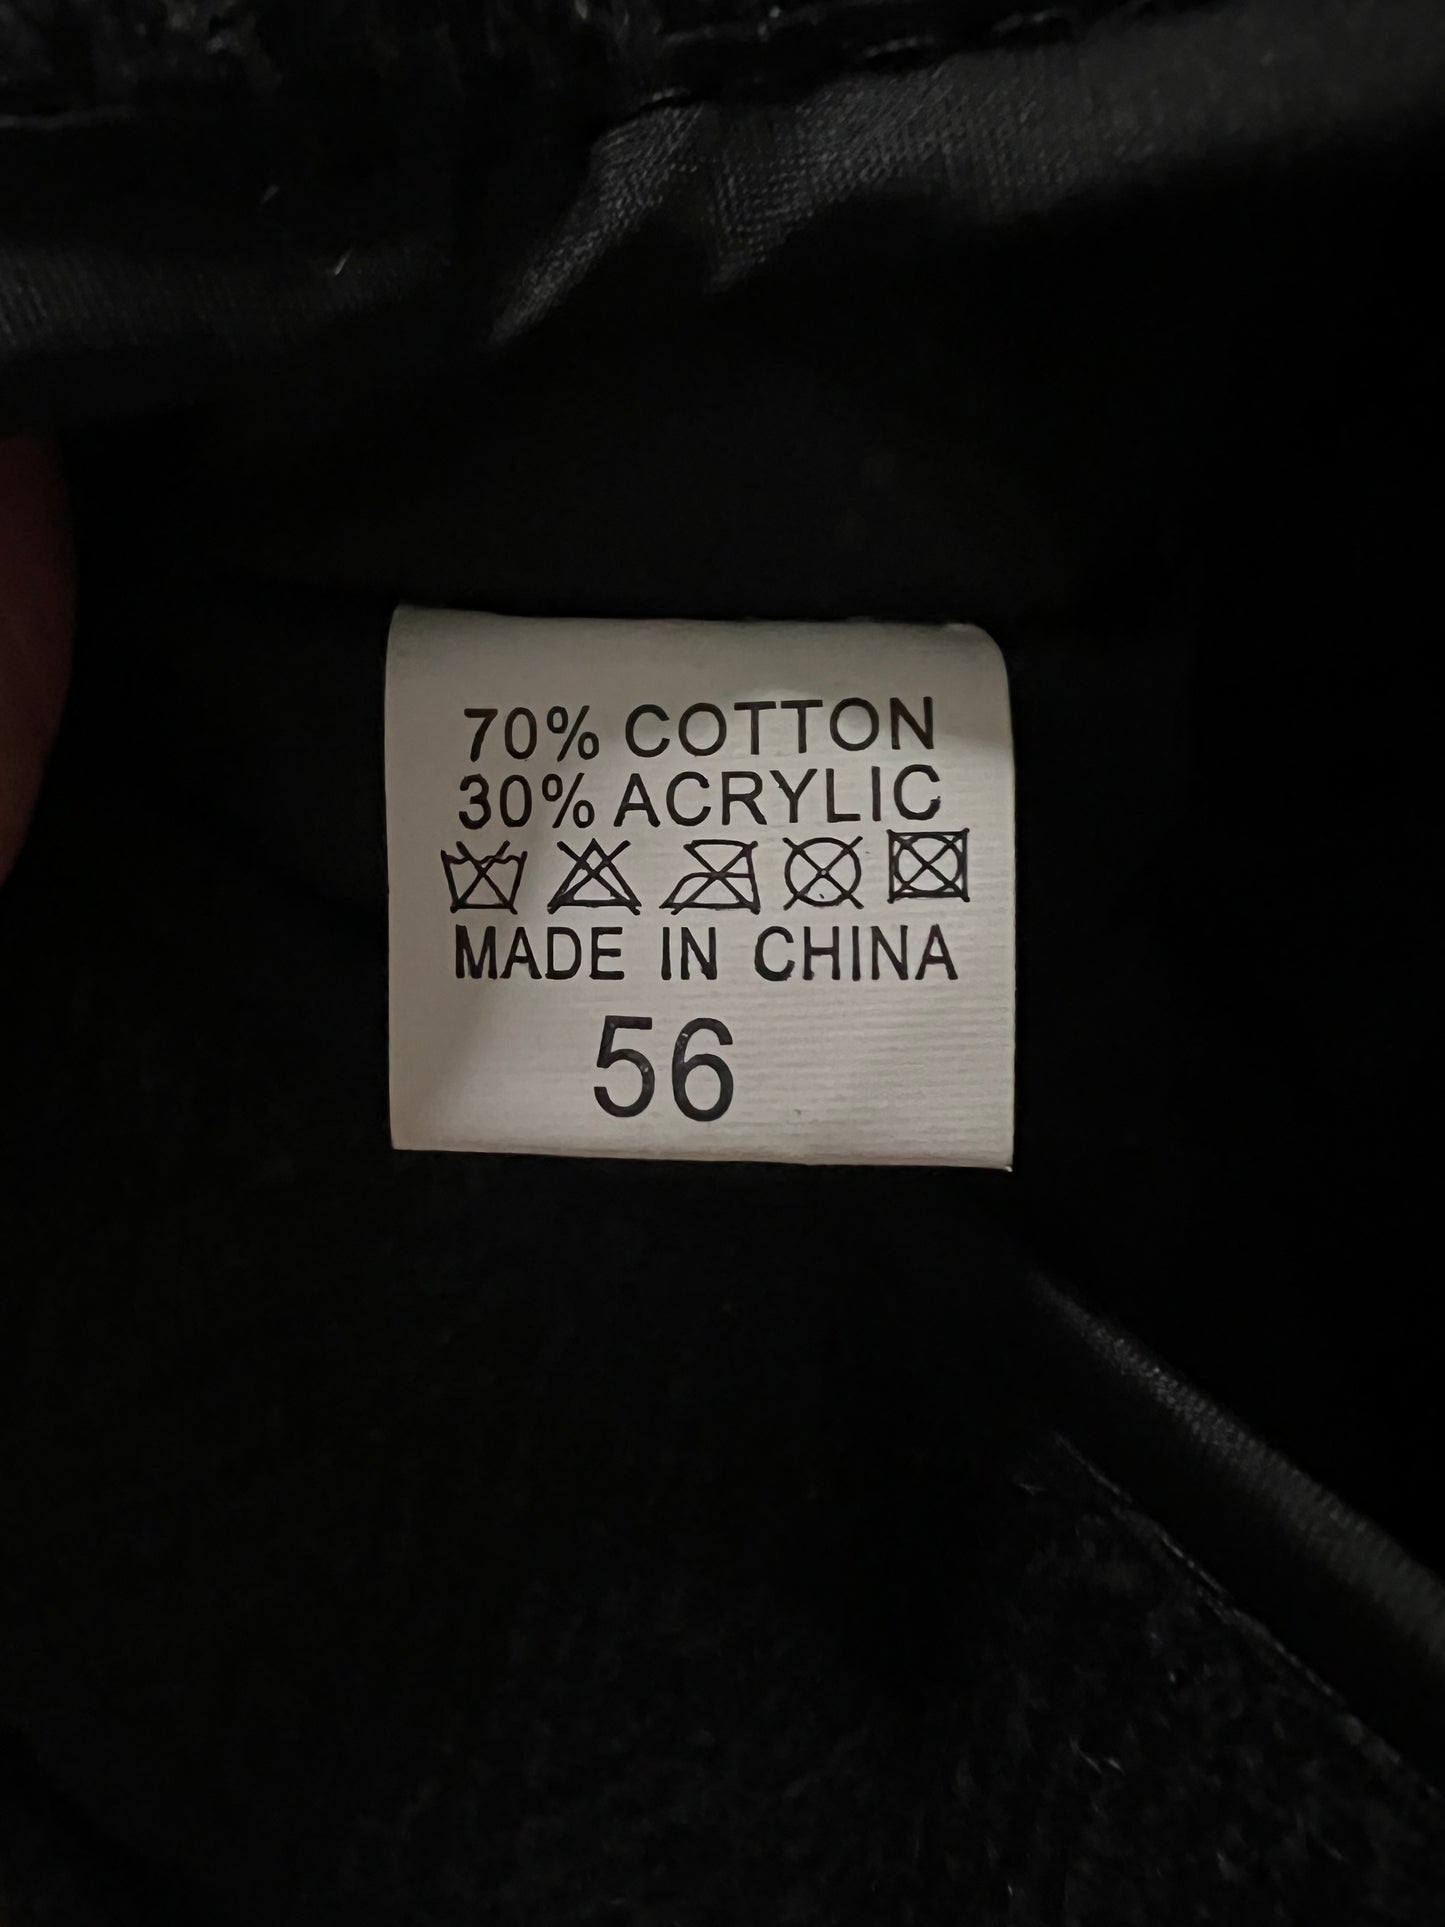 70% COTTON
30% ACRYLIC
MADE IN CHINA
56